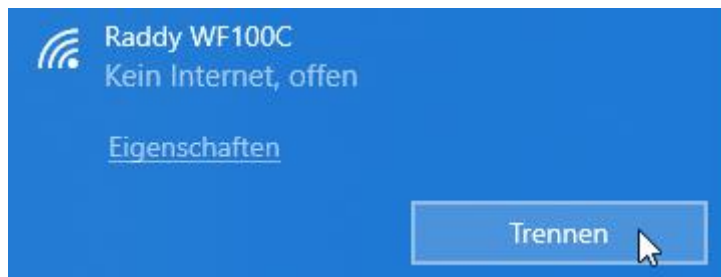 Raddy WF100C
Kein Internet, offen
Eigenschaften
Trennen